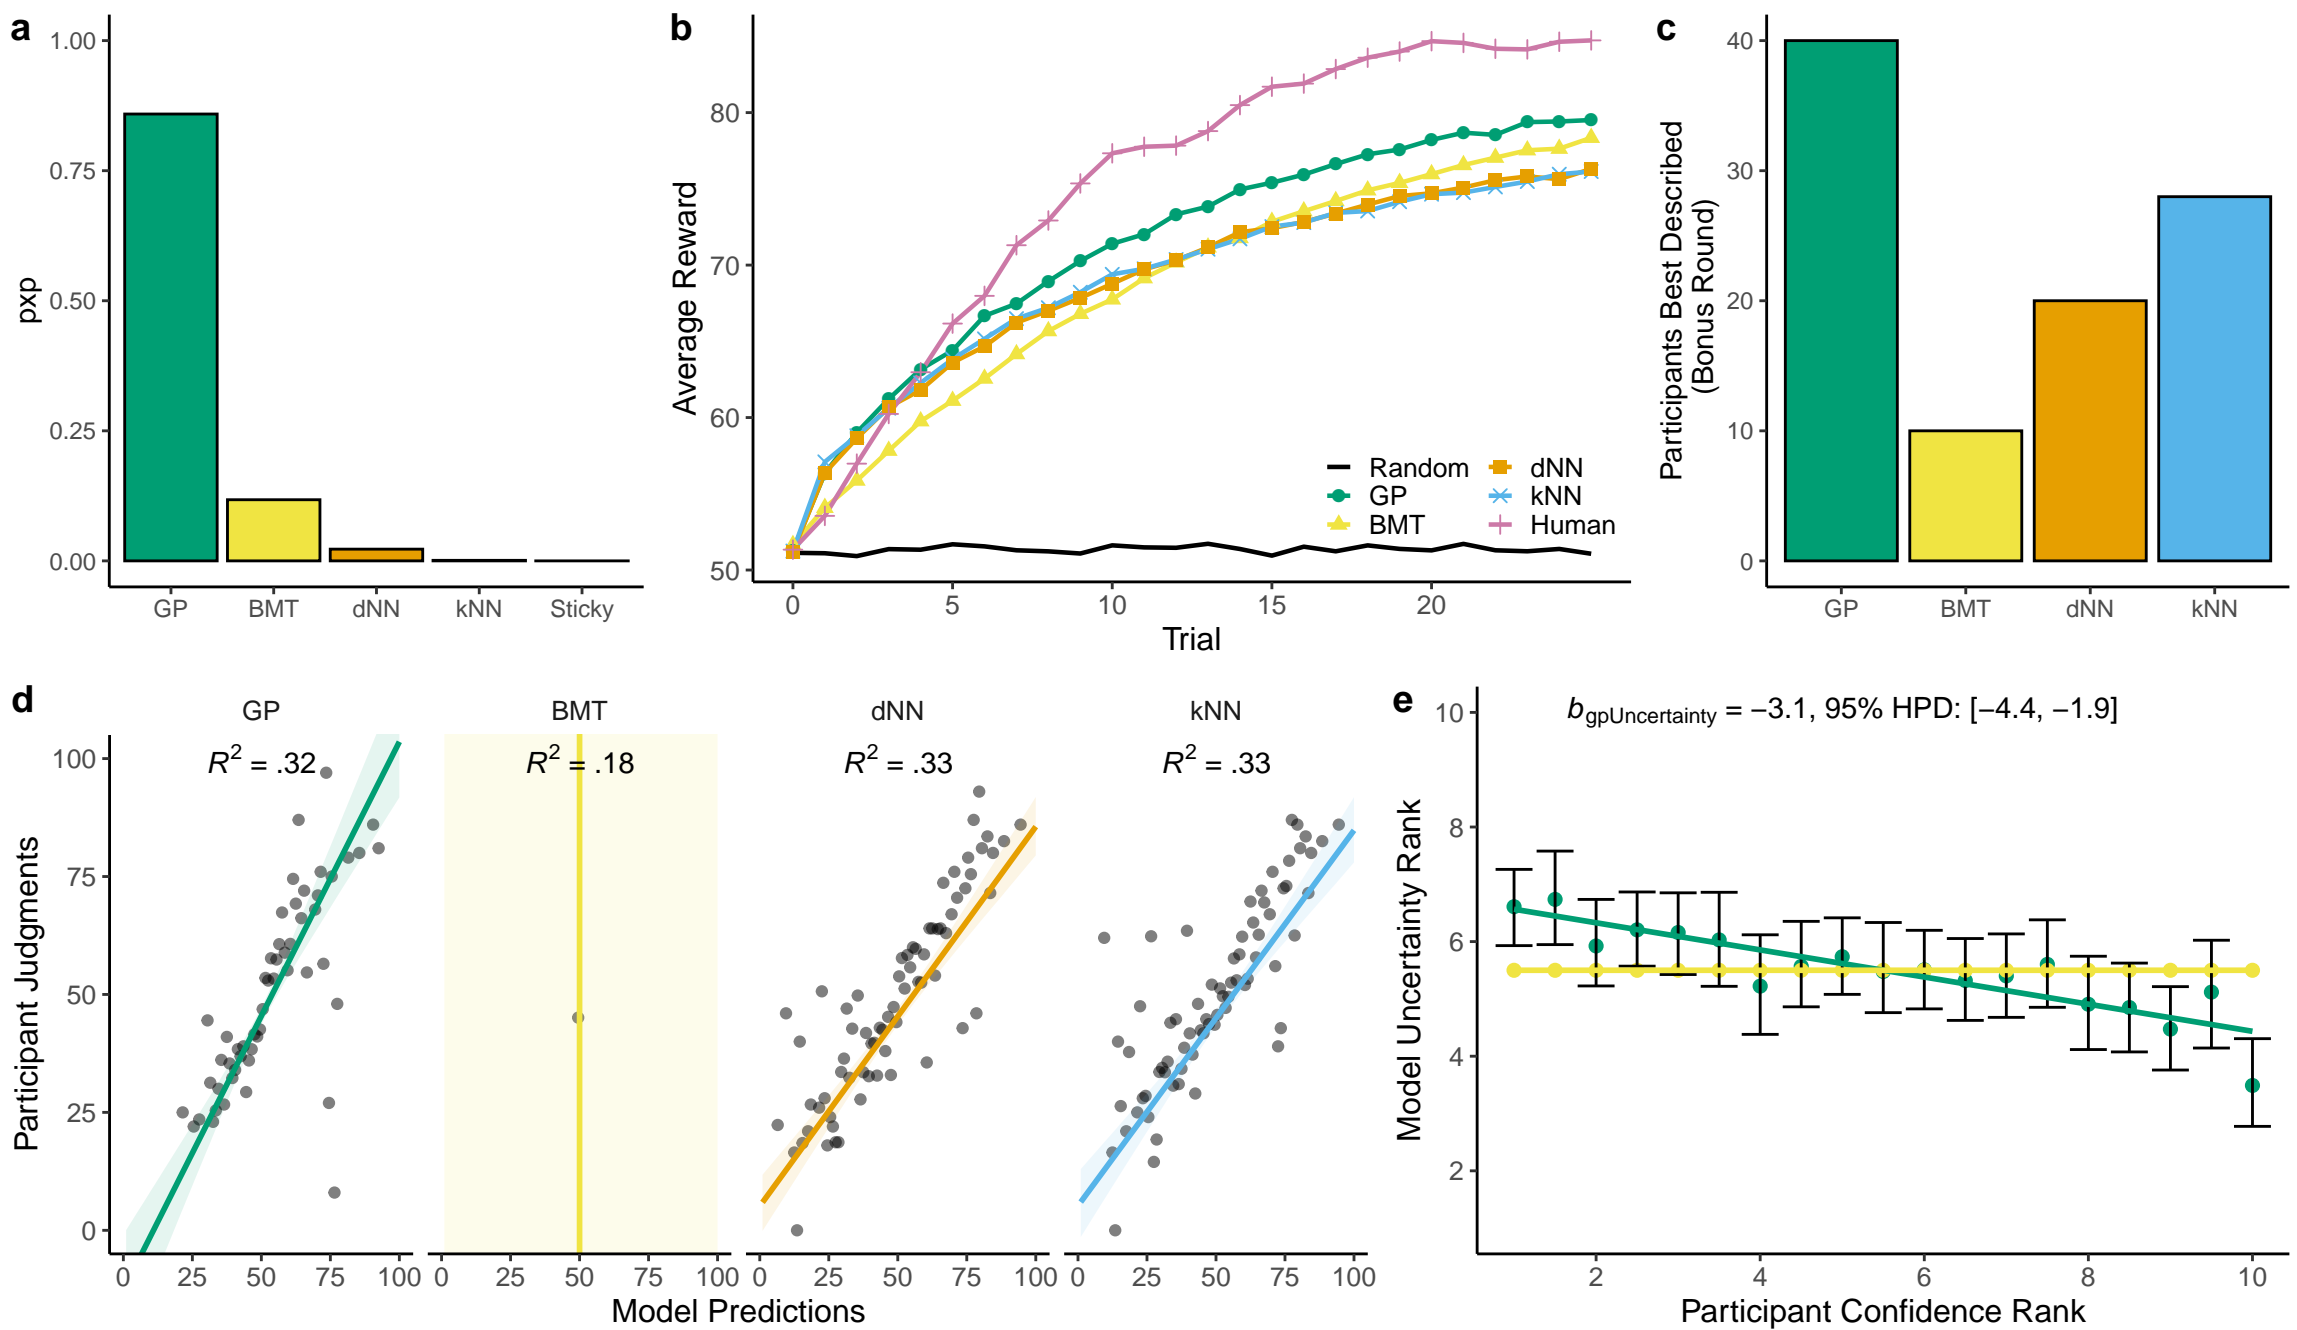 a
1.00
0.75
0.50
0.25
0.00
pxp
GP BMT dNN kNN Sticky
b
80
70
60
50
Average Reward
0 5 10 15 20
Trial
Random
GP
BMT
dNN
kNN
Human
c
40
30
20
10
0
Participants Best Described
(Bonus Round)
GP BMT dNN kNN
d
GP BMT dNN kNN
R² = .32 R² = .18 R² = .33 R² = .33
100
75
50
25
0
Participant Judgments
0 25 50 75 100 0 25 50 75 100 0 25 50 75 100 0 25 50 75 100
Model Predictions
e
b gpUncertainty = −3.1, 95% HPD: [−4.4, −1.9]
10
8
6
4
2
Model Uncertainty Rank
2 4 6 8 10
Participant Confidence Rank